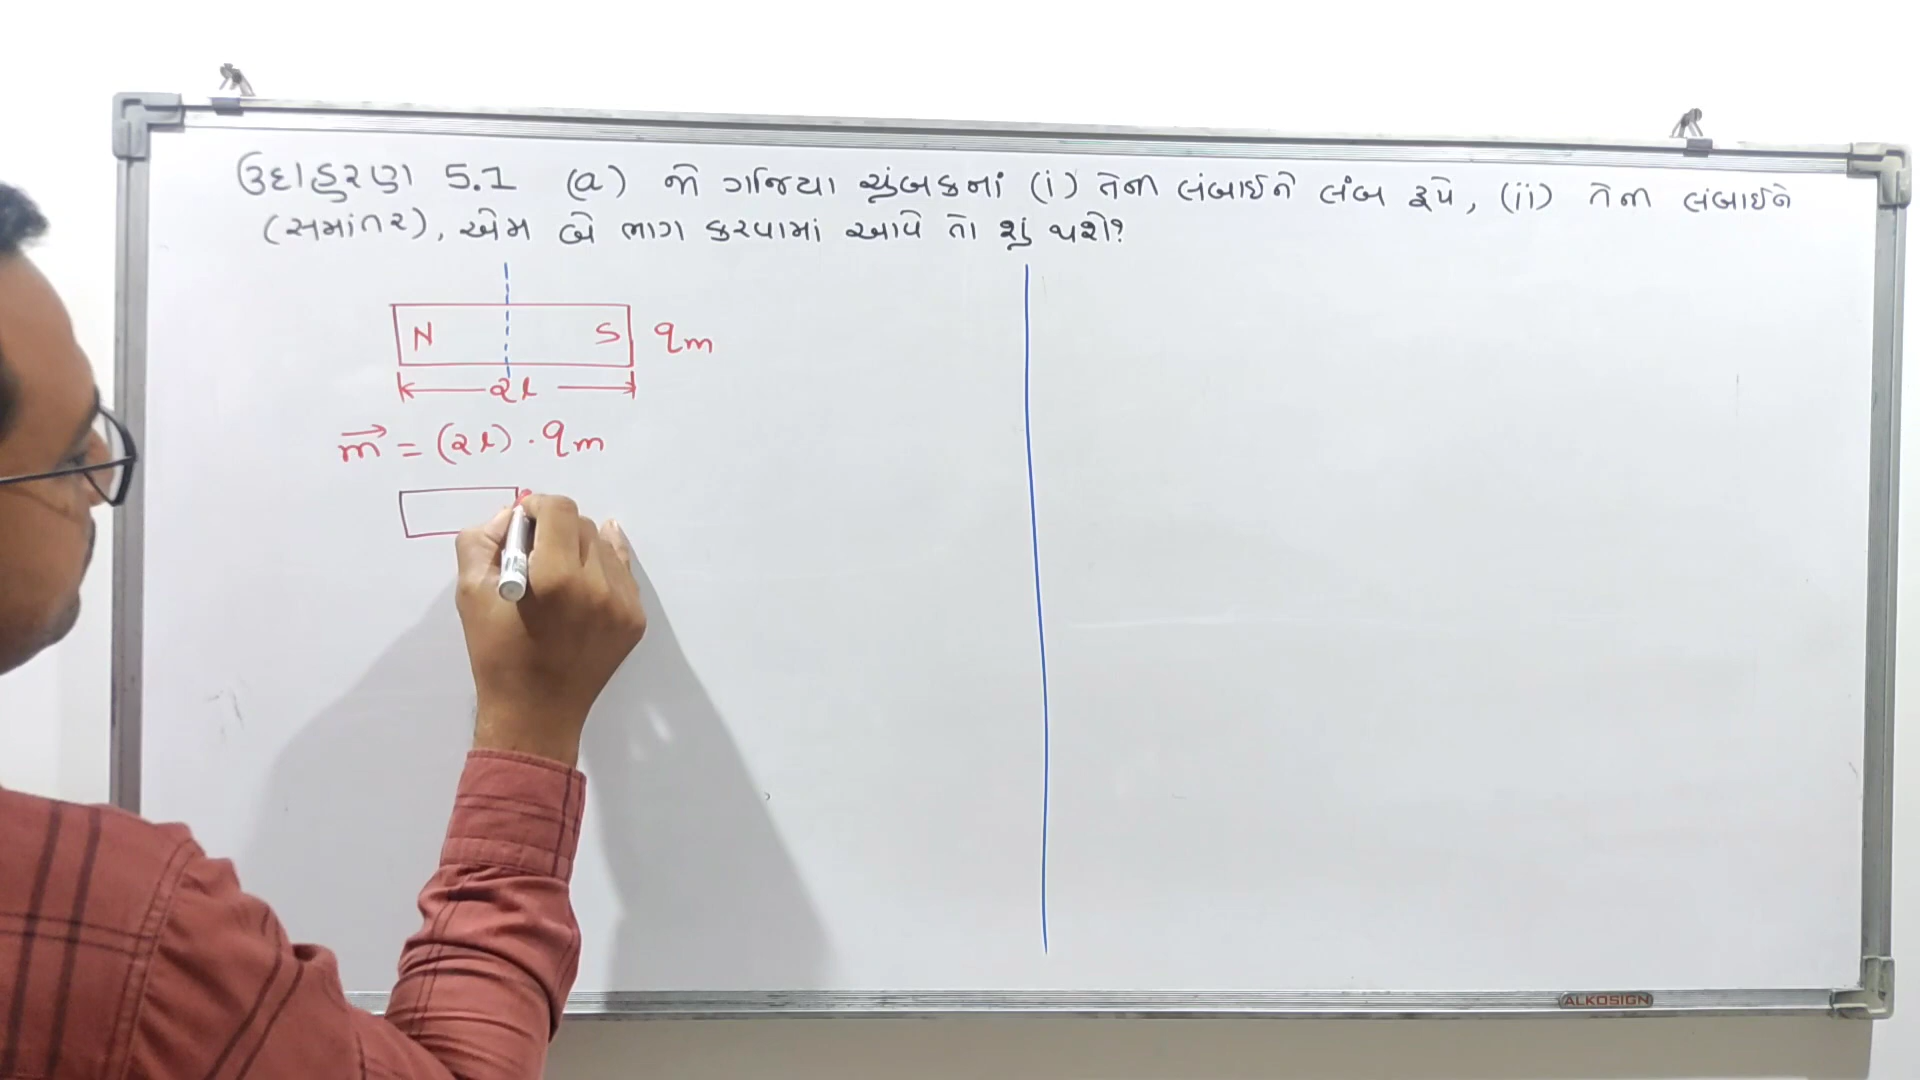 ઉદાહરણ 5.1 (a) જો ગજિયા ચુંબકનાં (i) તેના લંબાઈને લંબ રૂપે, (ii) તેના લંબાઈને
(સમાંતર), એમ બે ભાગ કરવામાં આવે તો શું થશે?
N S qm
2l
m⃗ = (2l) · qm
ALKOSIGN